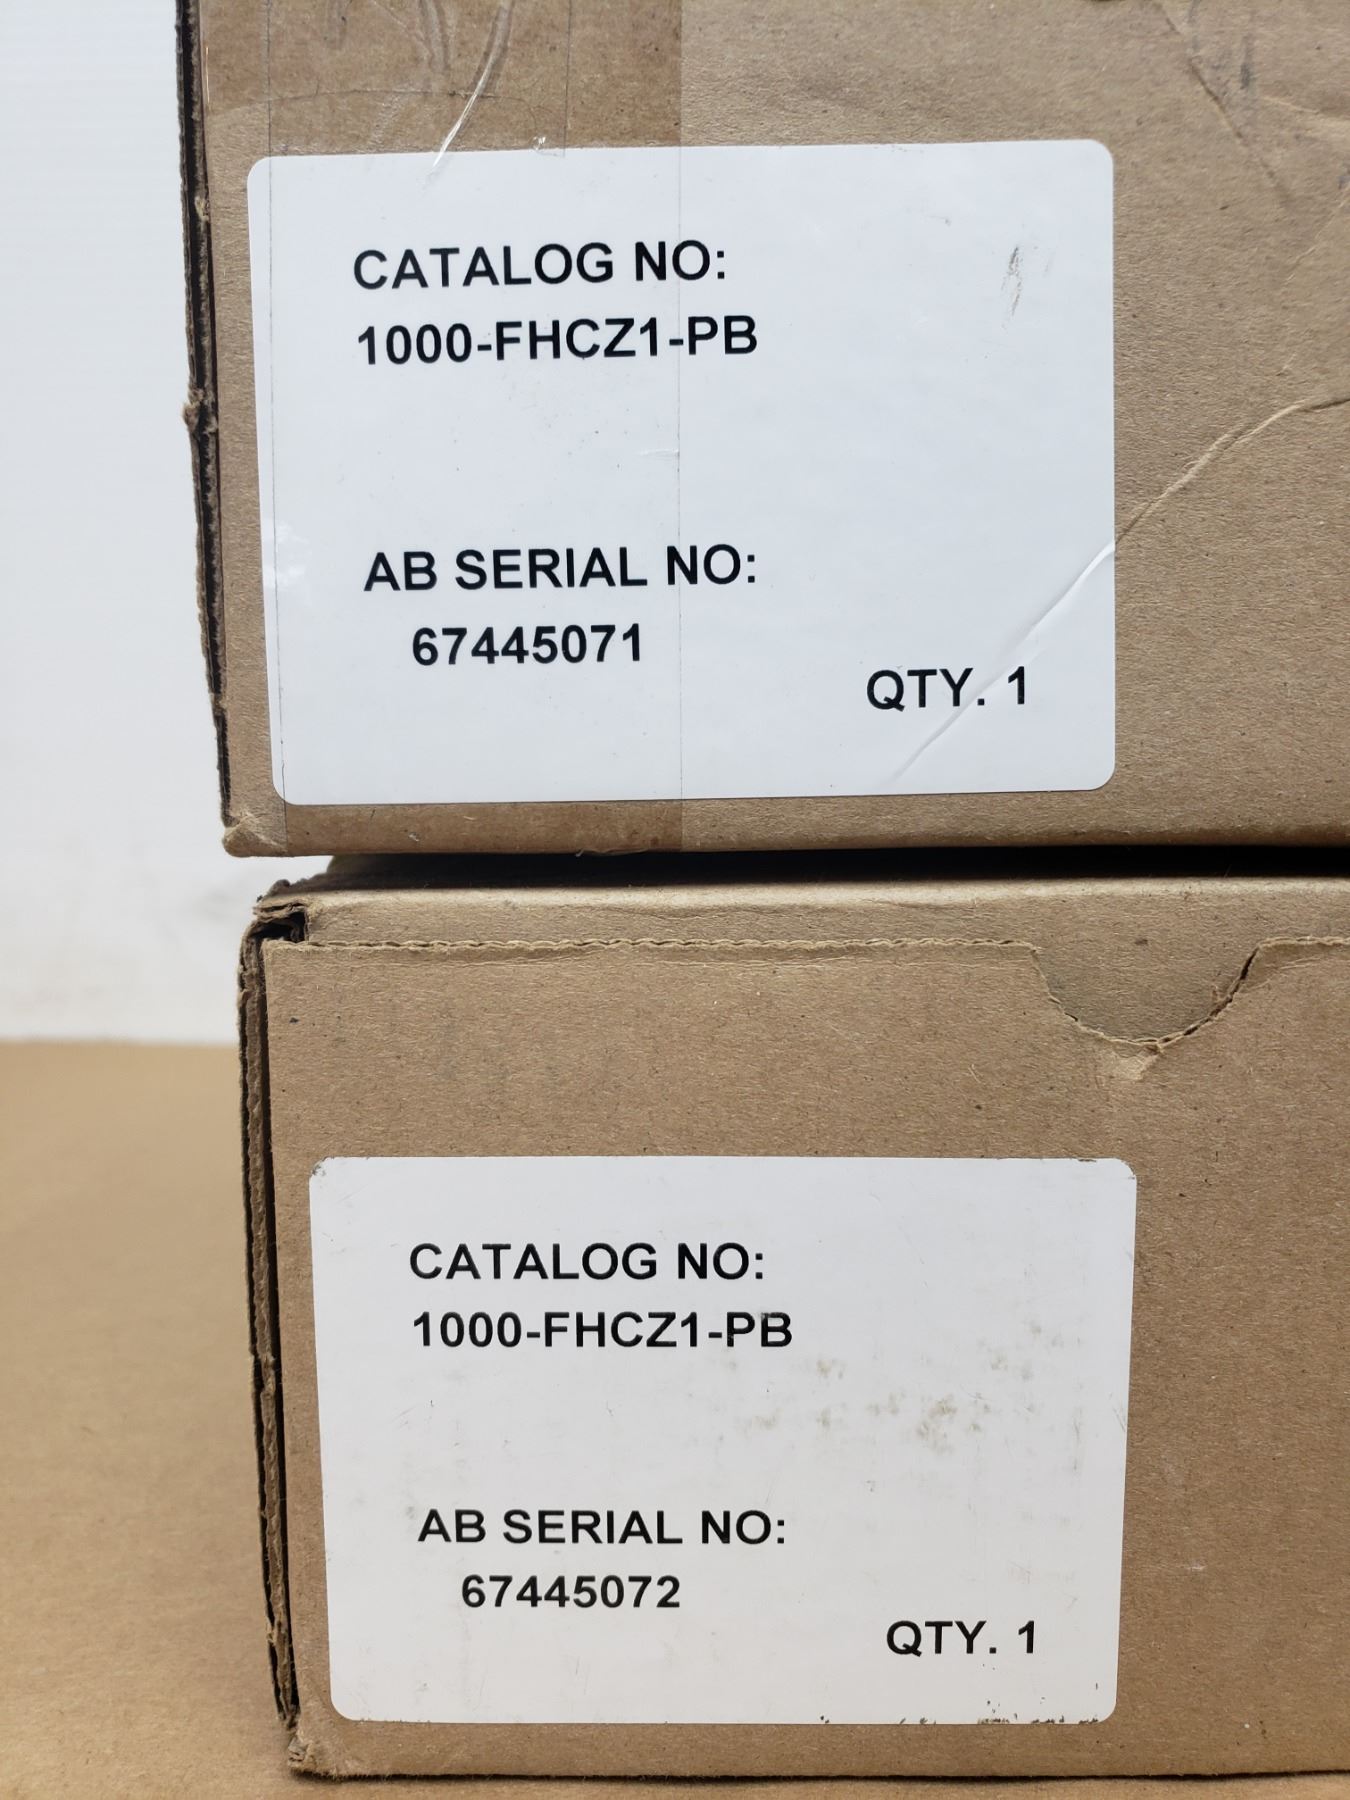 CATALOG NO:
1000-FHCZ1-PB
AB SERIAL NO:
67445071
QTY. 1
CATALOG NO:
1000-FHCZ1-PB
AB SERIAL NO:
67445072
QTY. 1